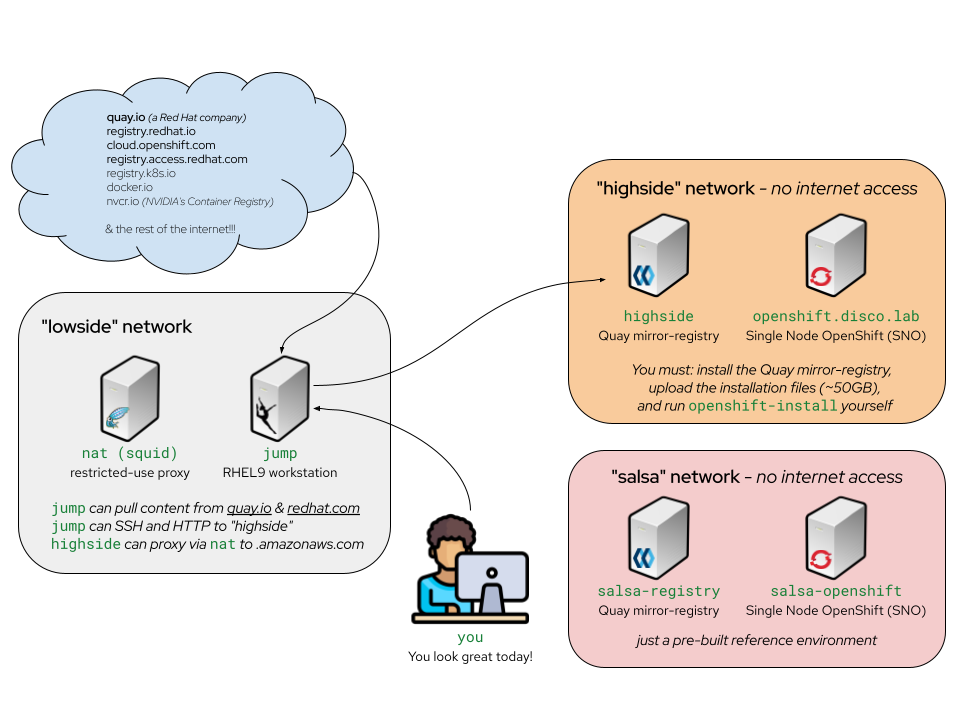 quay.io (a Red Hat company)
registry.redhat.io
cloud.openshift.com
registry.access.redhat.com
registry.k8s.io
docker.io
nvcr.io (NVIDIA's Container Registry)
& the rest of the internet!!!
"lowside" network
nat (squid)
restricted-use proxy
jump
RHEL9 workstation
jump can pull content from quay.io & redhat.com
jump can SSH and HTTP to "highside"
highside can proxy via nat to .amazonaws.com
you
You look great today!
"highside" network - no internet access
highside
Quay mirror-registry
openshift.disco.lab
Single Node OpenShift (SNO)
You must: install the Quay mirror-registry,
upload the installation files (~50GB),
and run openshift-install yourself
"salsa" network - no internet access
salsa-registry
Quay mirror-registry
salsa-openshift
Single Node OpenShift (SNO)
just a pre-built reference environment